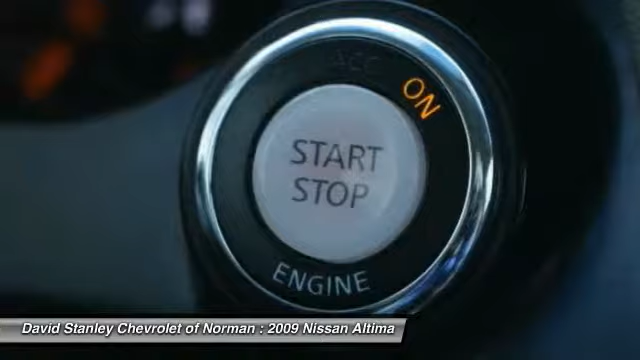 ACC
ON
START
STOP
ENGINE
David Stanley Chevrolet of Norman : 2009 Nissan Altima